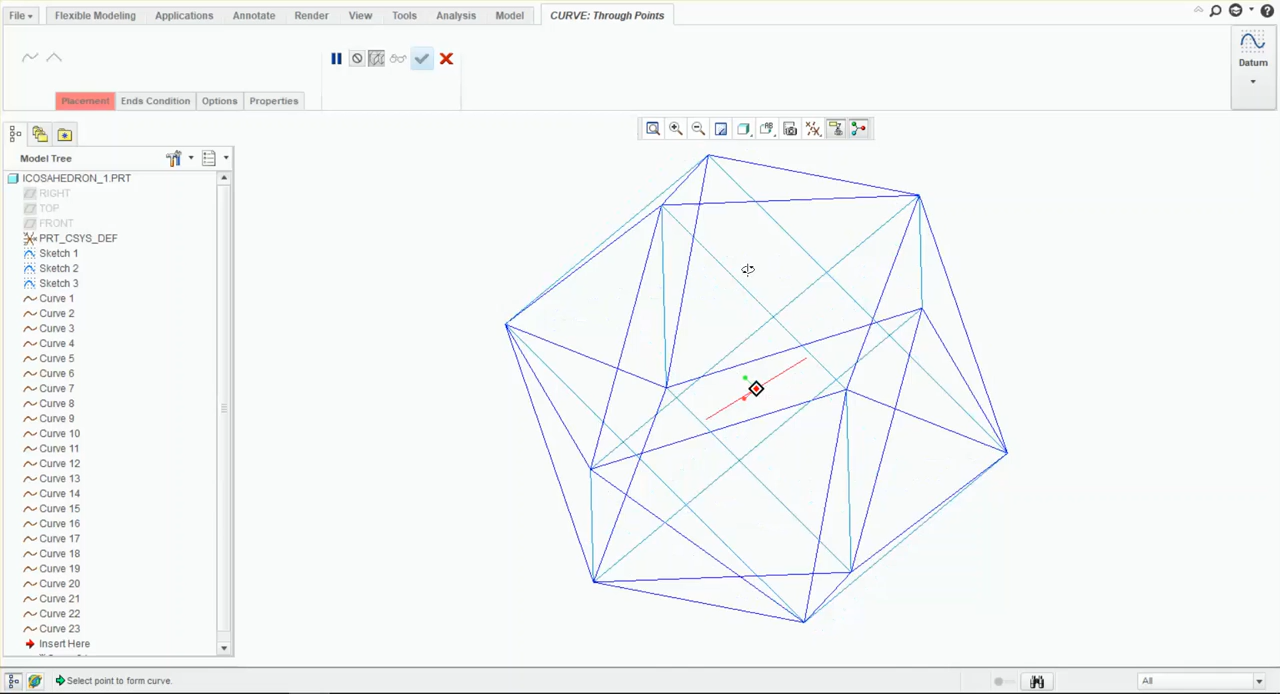 File Flexible Modeling Applications Annotate Render View Tools Analysis Model CURVE: Through Points
Datum
Placement Ends Condition Options Properties
Model Tree
ICOSAHEDRON_1.PRT
RIGHT
TOP
FRONT
PRT_CSYS_DEF
Sketch 1
Sketch 2
Sketch 3
Curve 1
Curve 2
Curve 3
Curve 4
Curve 5
Curve 6
Curve 7
Curve 8
Curve 9
Curve 10
Curve 11
Curve 12
Curve 13
Curve 14
Curve 15
Curve 16
Curve 17
Curve 18
Curve 19
Curve 20
Curve 21
Curve 22
Curve 23
Insert Here
Select point to form curve.
All